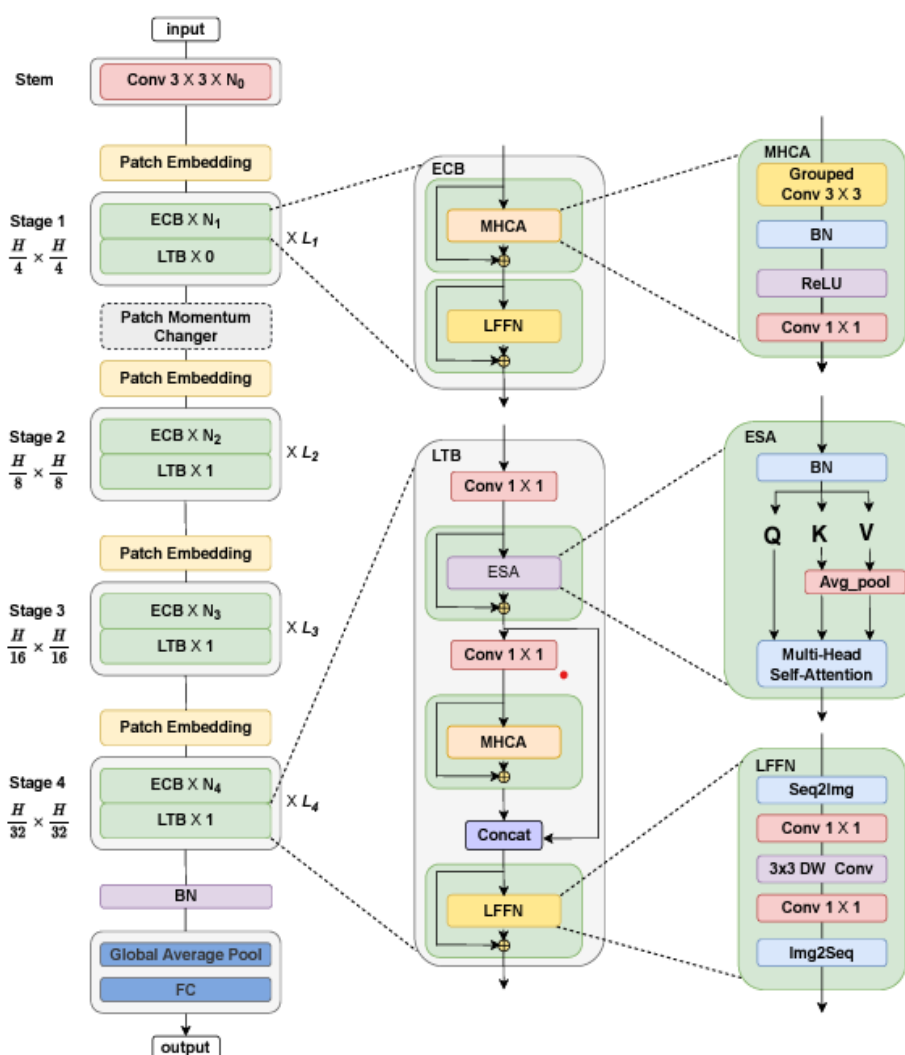 input
Stem
Conv 3 X 3 X N₀
Patch Embedding
Stage 1
H/4 × H/4
ECB X N₁
LTB X 0
X L₁
Patch Momentum
Changer
Patch Embedding
Stage 2
H/8 × H/8
ECB X N₂
LTB X 1
X L₂
Patch Embedding
Stage 3
H/16 × H/16
ECB X N₃
LTB X 1
X L₃
Patch Embedding
Stage 4
H/32 × H/32
ECB X N₄
LTB X 1
X L₄
BN
Global Average Pool
FC
output
ECB
MHCA
LFFN
LTB
Conv 1 X 1
ESA
Conv 1 X 1
MHCA
Concat
LFFN
MHCA
Grouped
Conv 3 X 3
BN
ReLU
Conv 1 X 1
ESA
BN
Q K V
Avg_pool
Multi-Head
Self-Attention
LFFN
Seq2Img
Conv 1 X 1
3x3 DW Conv
Conv 1 X 1
Img2Seq